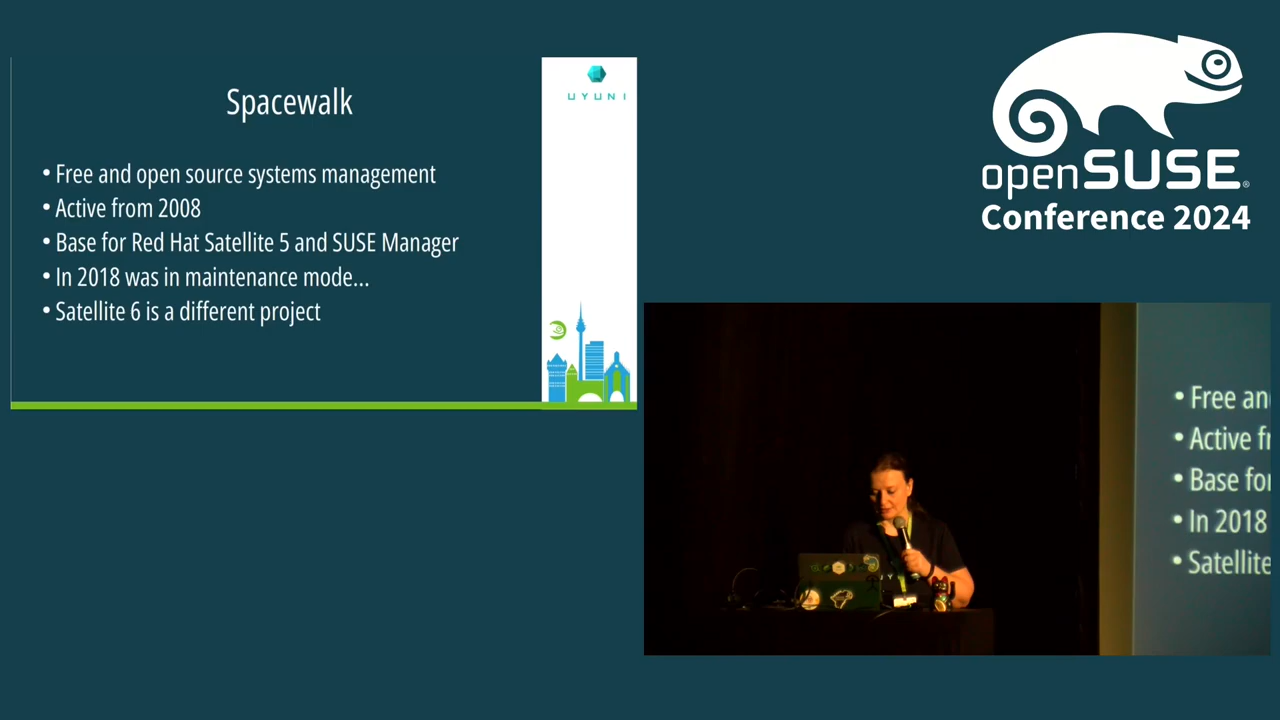 Spacewalk
• Free and open source systems management
• Active from 2008
• Base for Red Hat Satellite 5 and SUSE Manager
• In 2018 was in maintenance mode...
• Satellite 6 is a different project
UYUNI
openSUSE®
Conference 2024
• Free an
• Active f
• Base fo
• In 2018
• Satellite